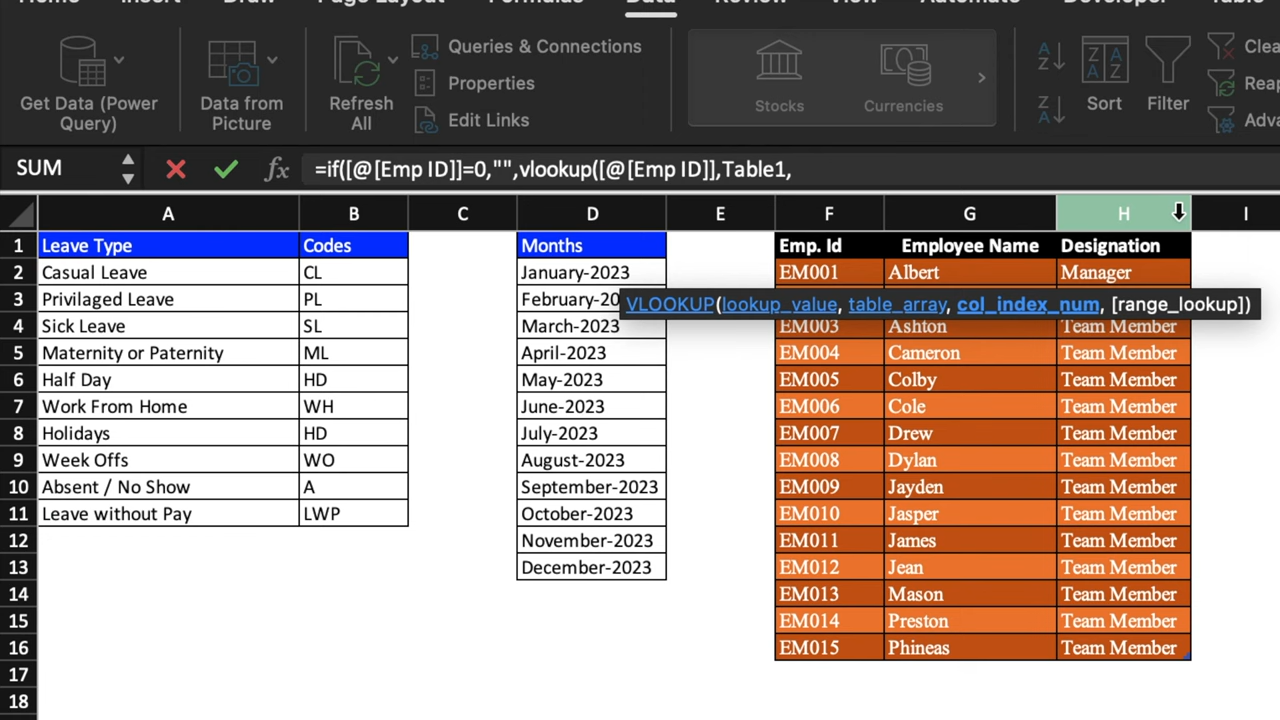 Home Insert Draw Page Layout Formulas Data Review View Automate Developer Table
Get Data (Power Query)
Data from Picture
Refresh All
Queries & Connections
Properties
Edit Links
Stocks
Currencies
Sort
Filter
SUM
fx
=if([@[Emp ID]]=0,"",vlookup([@[Emp ID]],Table1,
A B C D E F G H I
1 Leave Type Codes Months Emp. Id Employee Name Designation
2 Casual Leave CL January-2023 EM001 Albert Manager
VLOOKUP(lookup_value, table_array, col_index_num, [range_lookup])
3 Privilaged Leave PL
4 Sick Leave SL March-2023 EM003 Ashton Team Member
5 Maternity or Paternity ML April-2023 EM004 Cameron Team Member
6 Half Day HD May-2023 EM005 Colby Team Member
7 Work From Home WH June-2023 EM006 Cole Team Member
8 Holidays HD July-2023 EM007 Drew Team Member
9 Week Offs WO August-2023 EM008 Dylan Team Member
10 Absent / No Show A September-2023 EM009 Jayden Team Member
11 Leave without Pay LWP October-2023 EM010 Jasper Team Member
12 November-2023 EM011 James Team Member
13 December-2023 EM012 Jean Team Member
14 EM013 Mason Team Member
15 EM014 Preston Team Member
16 EM015 Phineas Team Member
17
18